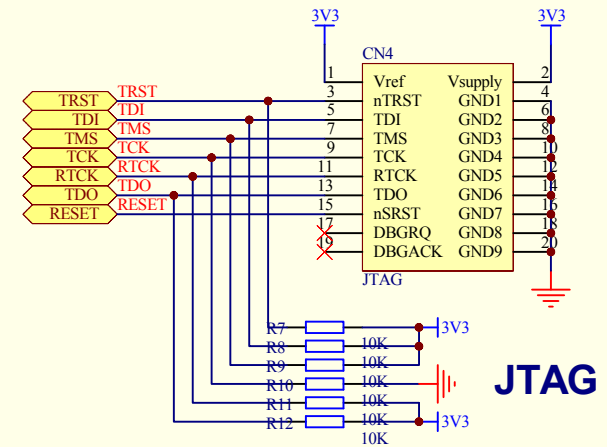 3V3 3V3
CN4
1 Vref Vsupply 2
TRST TRST 3 nTRST GND1 4
TDI TDI 5 TDI GND2 6
TMS TMS 7 TMS GND3 8
TCK TCK 9 TCK GND4 10
RTCK RTCK 11 RTCK GND5 12
TDO TDO 13 TDO GND6 14
RESET RESET 15 nSRST GND7 16
17 DBGRQ GND8 18
19 DBGACK GND9 20
JTAG
R7 3V3
R8 10K
R9 10K
R10 10K
JTAG
R11 10K
R12 10K 3V3
10K